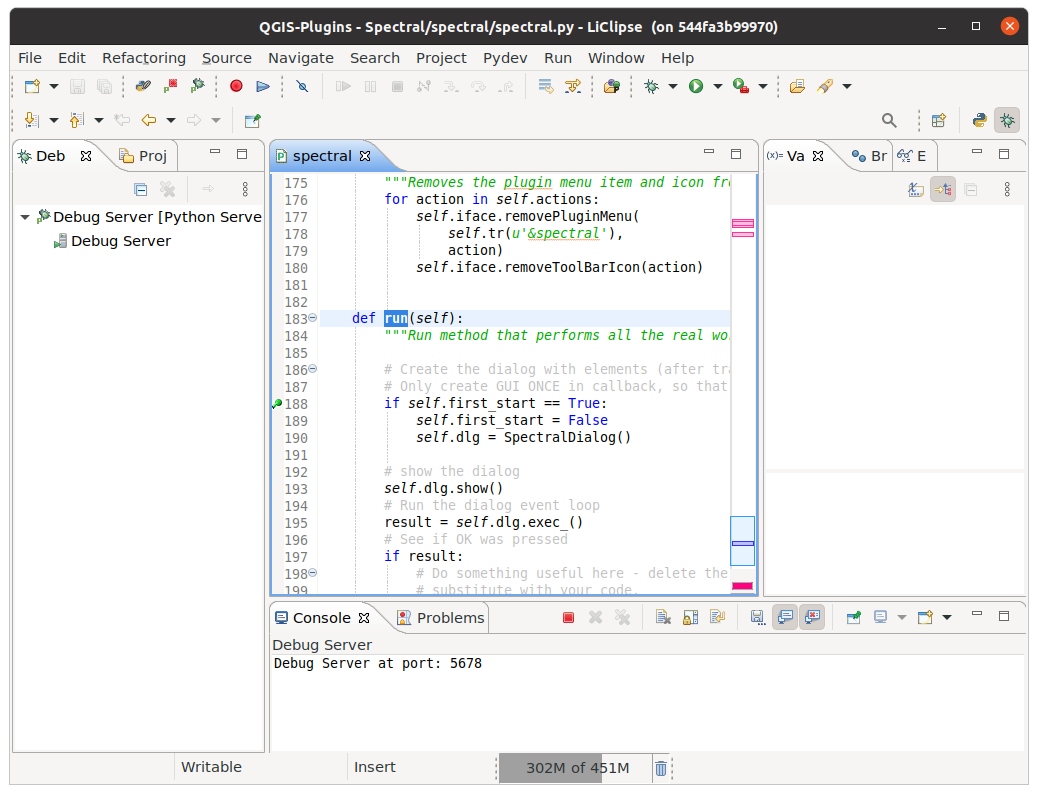 QGIS-Plugins - Spectral/spectral/spectral.py - LiClipse (on 544fa3b99970)
File Edit Refactoring Source Navigate Search Project Pydev Run Window Help
Deb Proj
spectral
(x)= Va Br E
Debug Server [Python Serve
Debug Server
175 """Removes the plugin menu item and icon fr
176 for action in self.actions:
177 self.iface.removePluginMenu(
178 self.tr(u'&spectral'),
179 action)
180 self.iface.removeToolBarIcon(action)
181
182
183 def run(self):
184 """Run method that performs all the real wo
185
186 # Create the dialog with elements (after tra
187 # Only create GUI ONCE in callback, so that
188 if self.first_start == True:
189 self.first_start = False
190 self.dlg = SpectralDialog()
191
192 # show the dialog
193 self.dlg.show()
194 # Run the dialog event loop
195 result = self.dlg.exec_()
196 # See if OK was pressed
197 if result:
198 # Do something useful here - delete the
199 # substitute with your code.
Console Problems
Debug Server
Debug Server at port: 5678
Writable Insert 302M of 451M